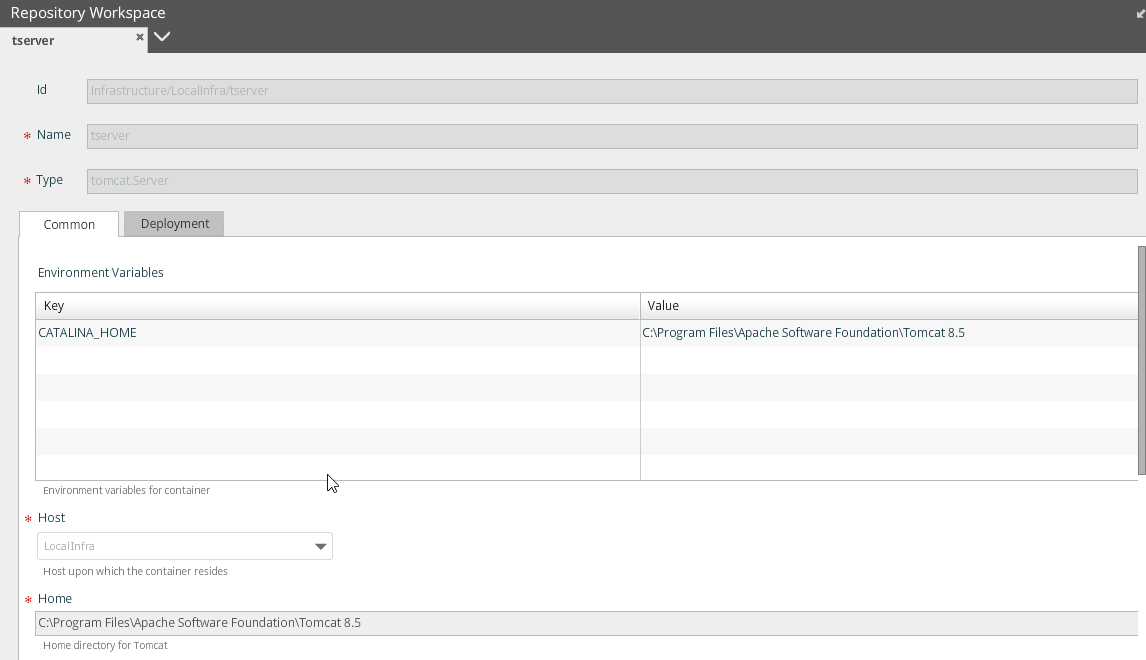 Repository Workspace
tserver
Id
Infrastructure/LocalInfra/tserver
* Name
tserver
* Type
tomcat.Server
Common Deployment
Environment Variables
Key Value
CATALINA_HOME C:\Program Files\Apache Software Foundation\Tomcat 8.5
Environment variables for container
* Host
LocalInfra
Host upon which the container resides
* Home
C:\Program Files\Apache Software Foundation\Tomcat 8.5
Home directory for Tomcat